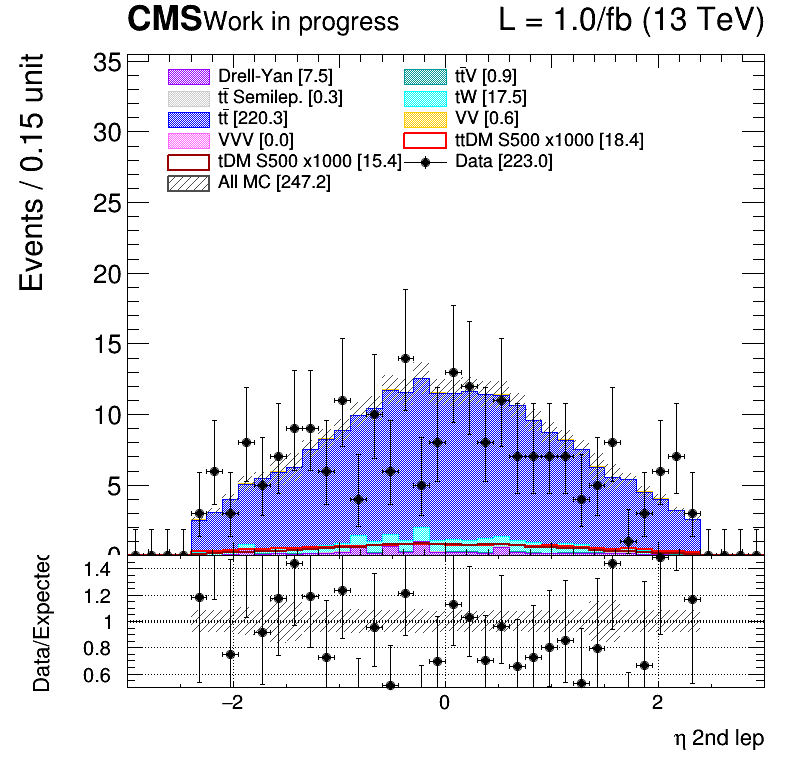 CMS Work in progress L = 1.0/fb (13 TeV)
Events / 0.15 unit
35
30
25
20
15
10
5
0
Drell-Yan [7.5] tt̄V [0.9]
tt̄ Semilep. [0.3] tW [17.5]
tt̄ [220.3] VV [0.6]
VVV [0.0] ttDM S500 x1000 [18.4]
tDM S500 x1000 [15.4] Data [223.0]
All MC [247.2]
Data/Expected
1.4
1.2
1
0.8
0.6
−2 0 2
η 2nd lep